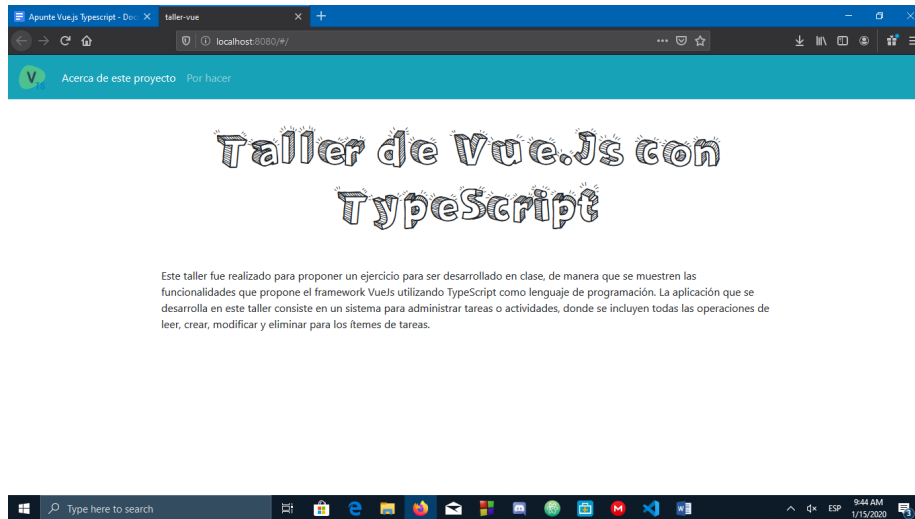 Apunte Vue.js Typescript - Doc
taller-vue
localhost:8080/#/
V
JS
Acerca de este proyecto Por hacer
Taller de Vue.Js con
TypeScript
Este taller fue realizado para proponer un ejercicio para ser desarrollado en clase, de manera que se muestren las
funcionalidades que propone el framework VueJs utilizando TypeScript como lenguaje de programación. La aplicación que se
desarrolla en este taller consiste en un sistema para administrar tareas o actividades, donde se incluyen todas las operaciones de
leer, crear, modificar y eliminar para los ítemes de tareas.
Type here to search
ESP
9:44 AM
1/15/2020
3